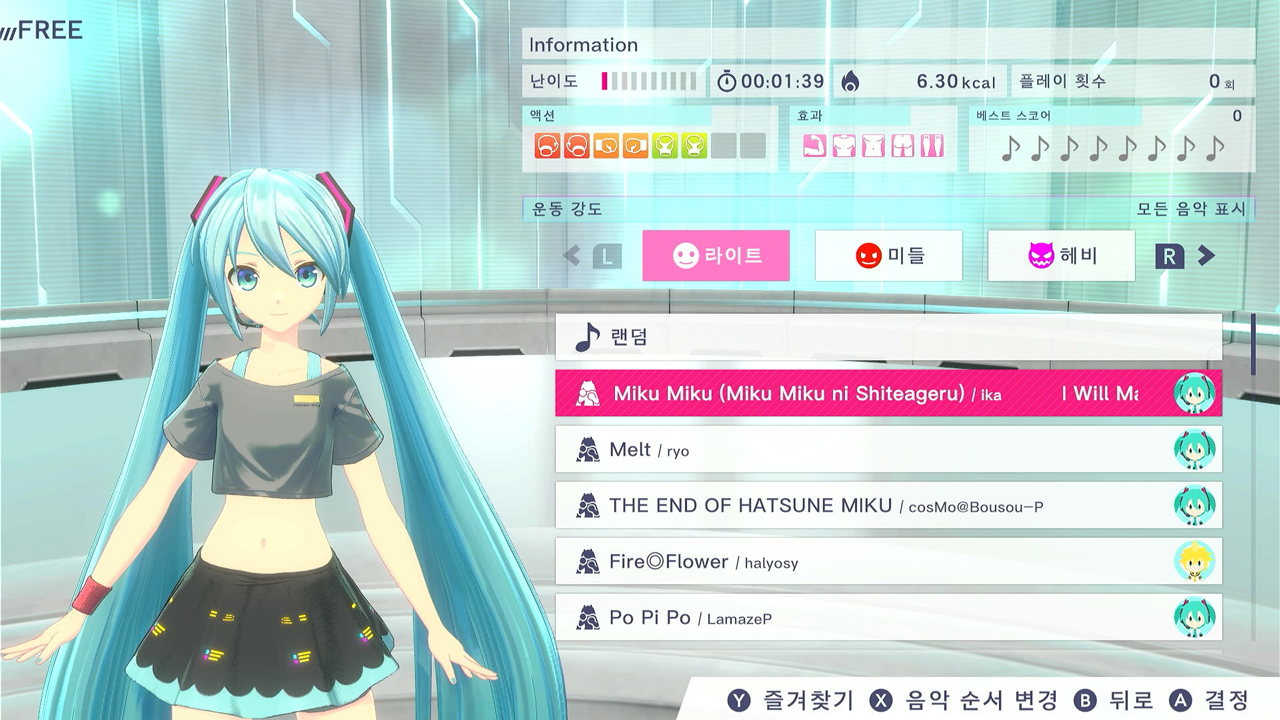 FREE
Information
난이도 00:01:39 6.30kcal 플레이 횟수 0회
액션 효과 베스트 스코어 0
운동 강도 모든 음악 표시
L 라이트 미들 헤비 R
랜덤
Miku Miku (Miku Miku ni Shiteageru) / ika I Will Ma
Melt / ryo
THE END OF HATSUNE MIKU / cosMo@Bousou-P
Fire◎Flower / halyosy
Po Pi Po / LamazeP
Y 즐겨찾기 X 음악 순서 변경 B 뒤로 A 결정